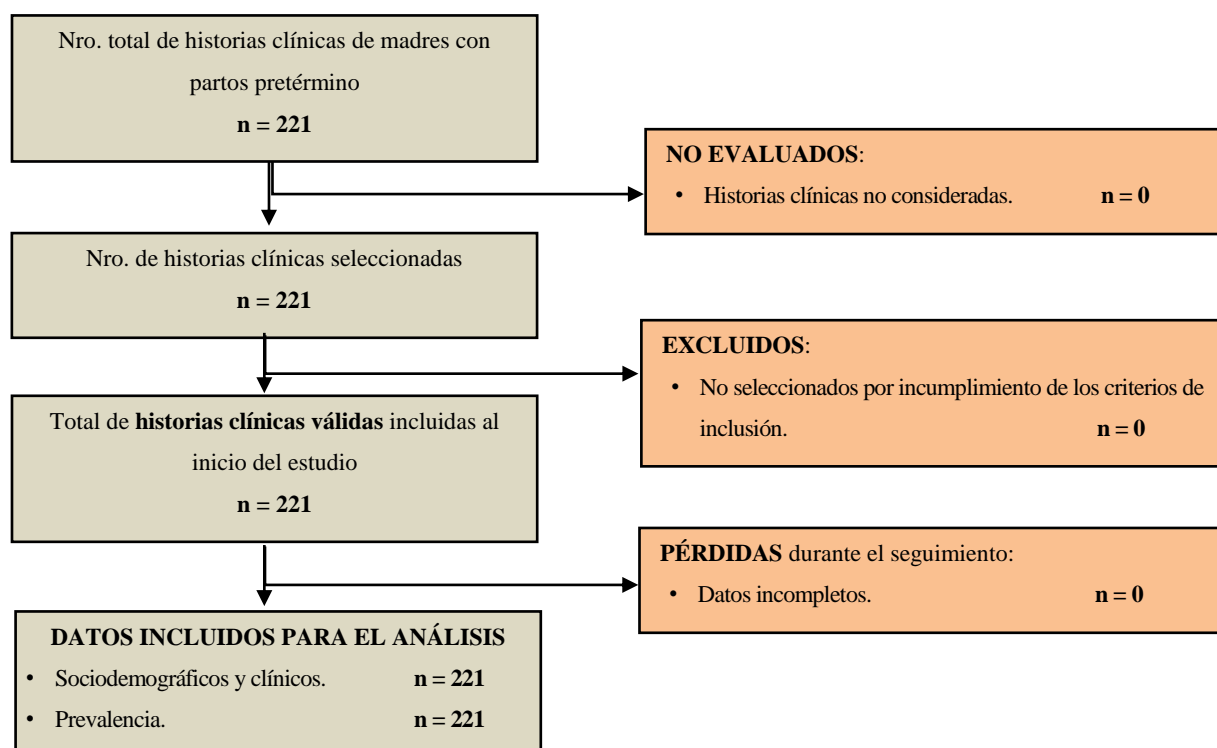 Nro. total de historias clínicas de madres con
partos pretérmino
n = 221
NO EVALUADOS:
• Historias clínicas no consideradas. n = 0
Nro. de historias clínicas seleccionadas
n = 221
EXCLUIDOS:
• No seleccionados por incumplimiento de los criterios de
inclusión. n = 0
Total de historias clínicas válidas incluidas al
inicio del estudio
n = 221
PÉRDIDAS durante el seguimiento:
• Datos incompletos. n = 0
DATOS INCLUIDOS PARA EL ANÁLISIS
• Sociodemográficos y clínicos. n = 221
• Prevalencia. n = 221